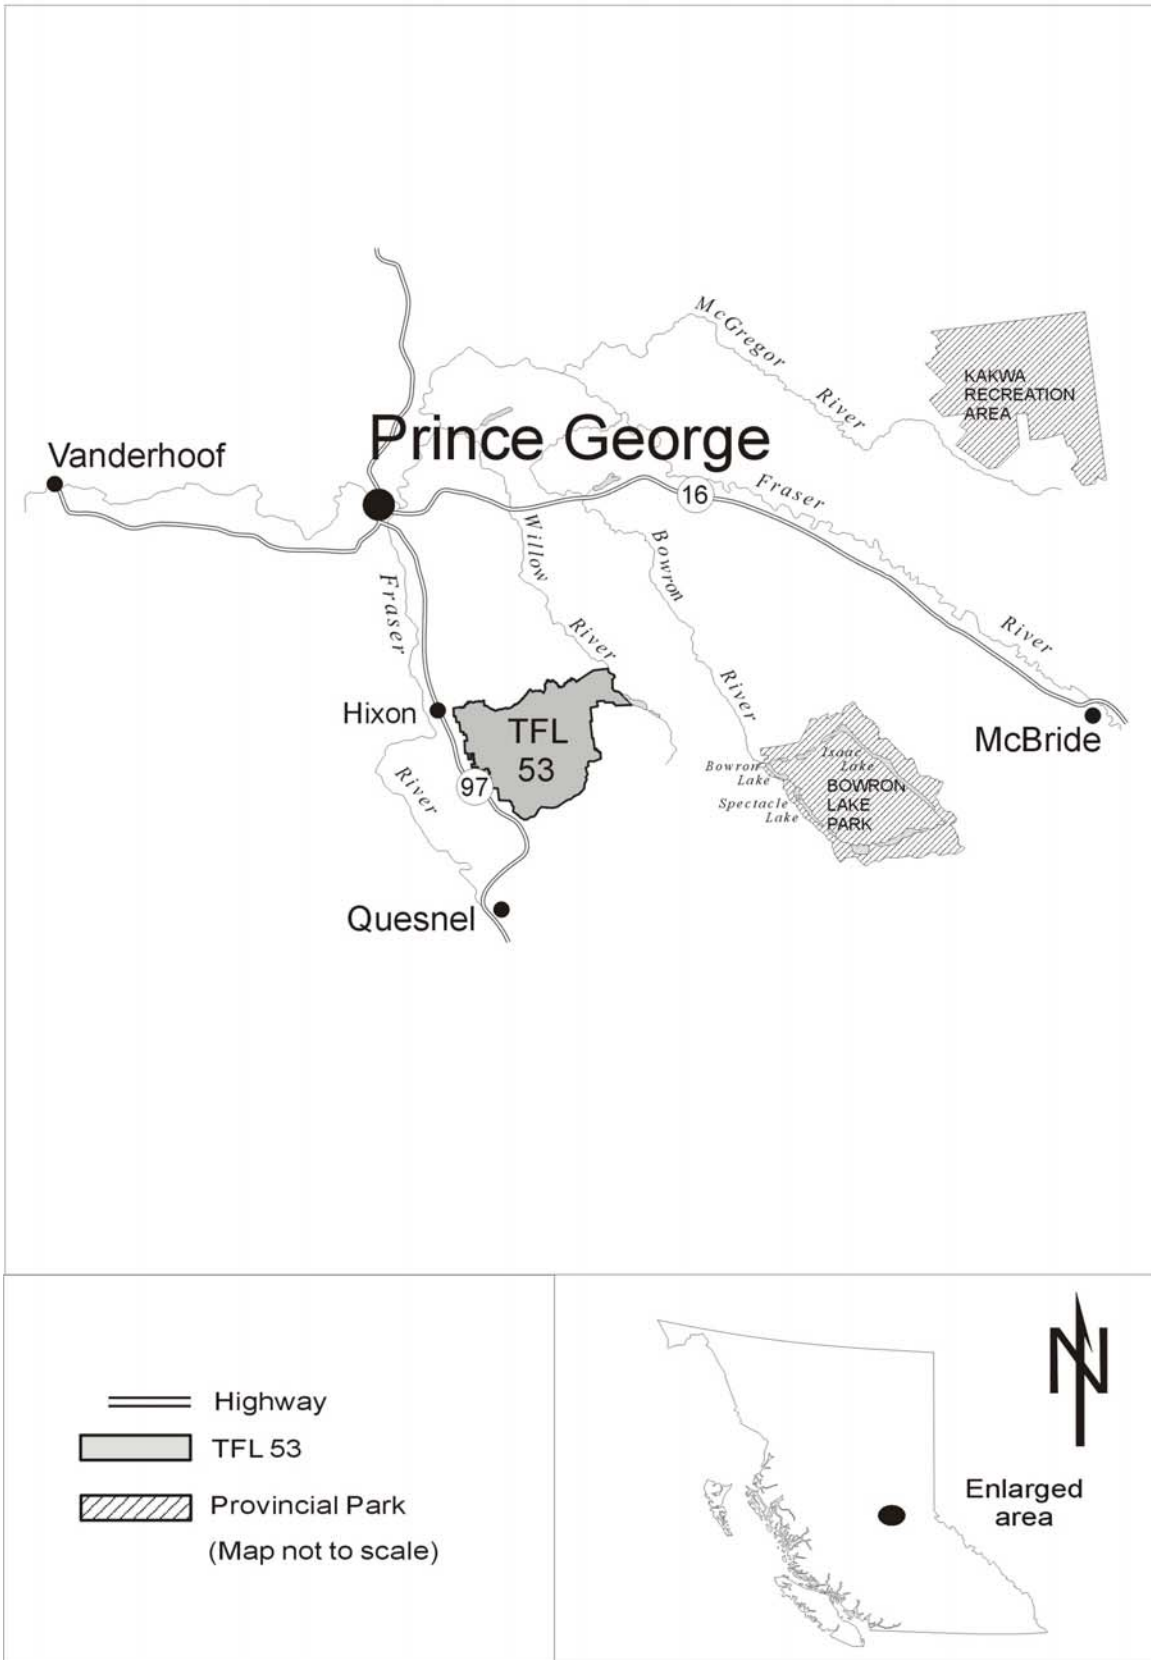 McGregor
River
KAKWA
RECREATION
AREA
Prince George
Vanderhoof
16
Fraser
River
Willow
River
Bowron
River
Fraser
River
Hixon
TFL
53
97
McBride
Isaac
Lake
Bowron
Lake
BOWRON
LAKE
PARK
Spectacle
Lake
Quesnel
Highway
TFL 53
Provincial Park
(Map not to scale)
N
Enlarged
area